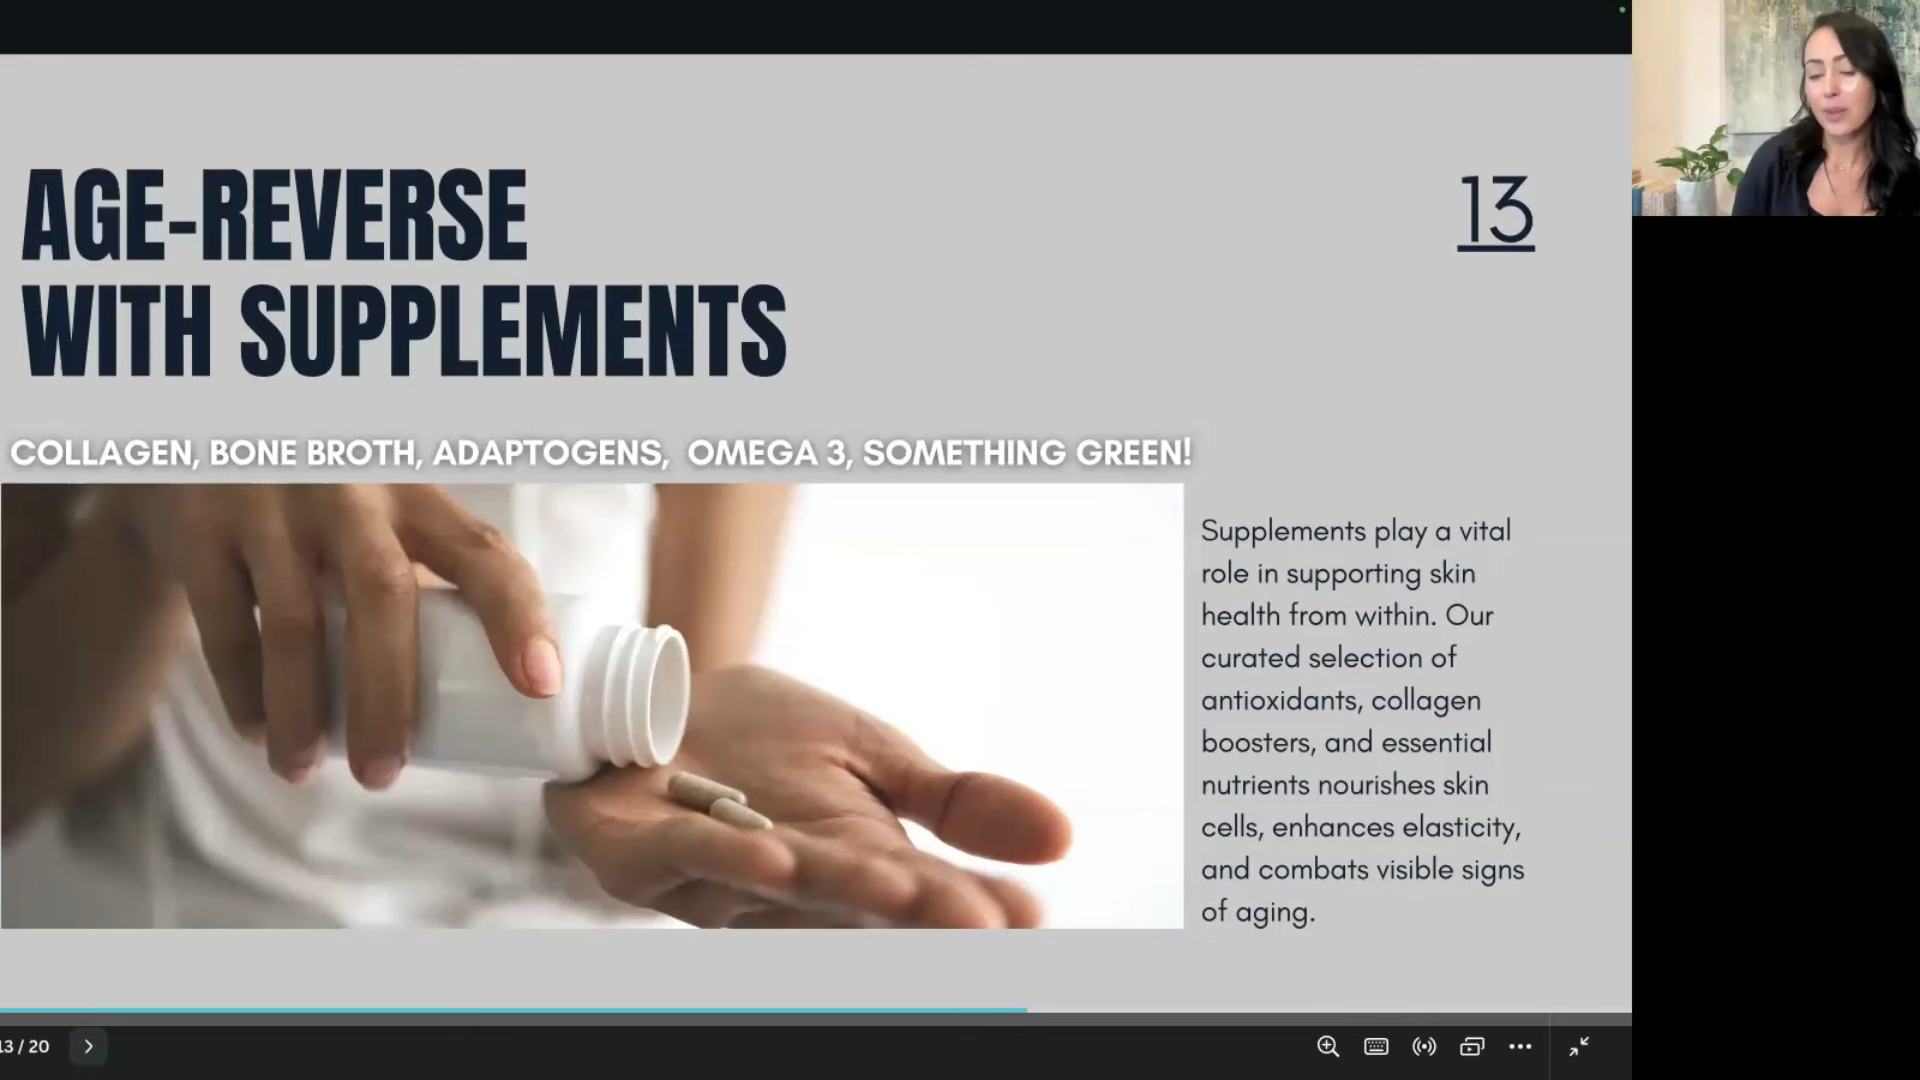 AGE-REVERSE
WITH SUPPLEMENTS
13
COLLAGEN, BONE BROTH, ADAPTOGENS, OMEGA 3, SOMETHING GREEN!
Supplements play a vital
role in supporting skin
health from within. Our
curated selection of
antioxidants, collagen
boosters, and essential
nutrients nourishes skin
cells, enhances elasticity,
and combats visible signs
of aging.
13 / 20